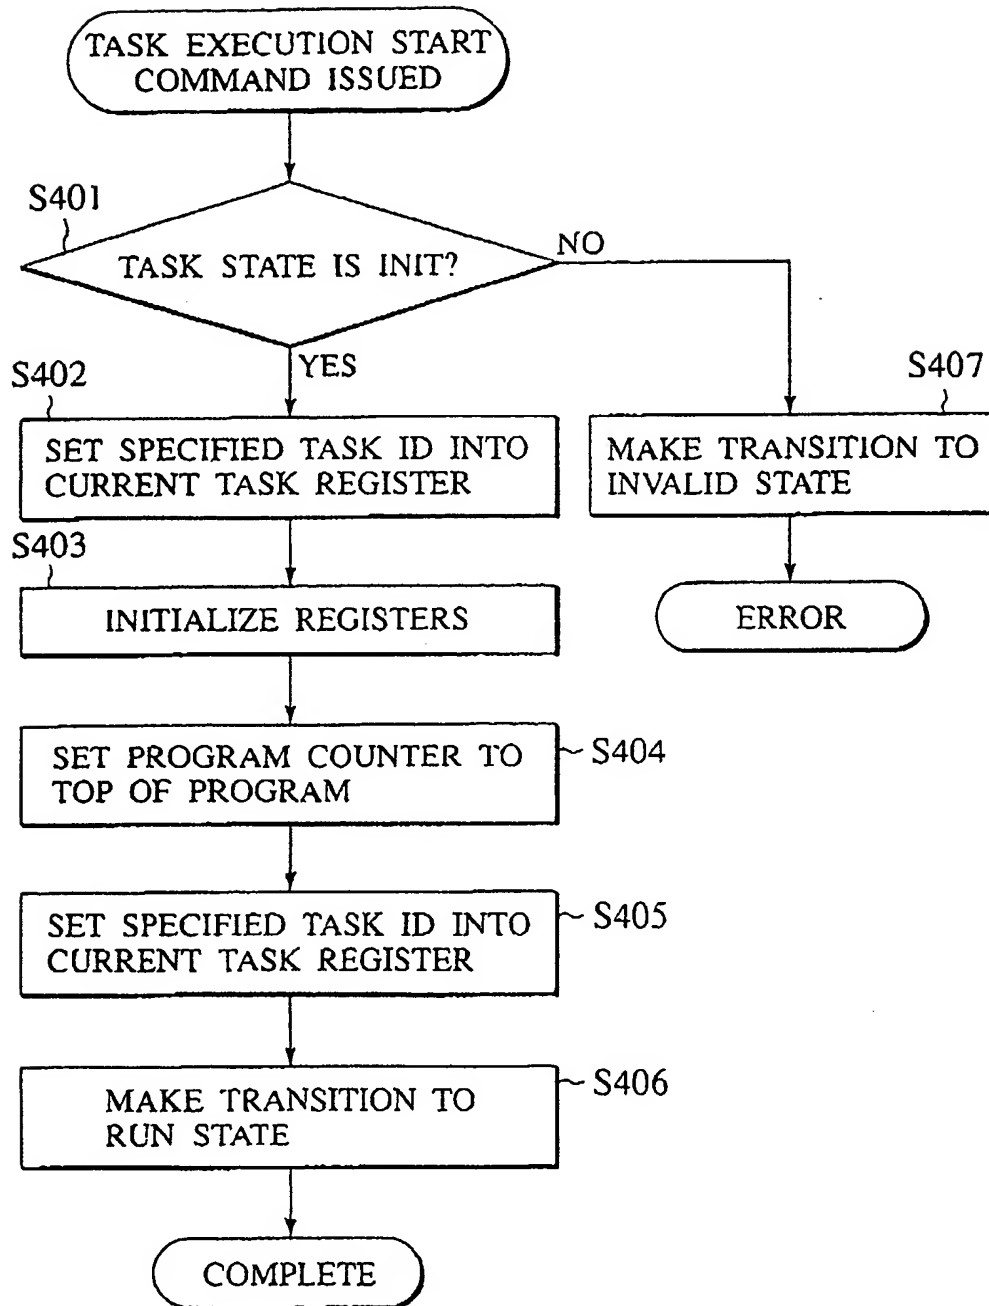 TASK EXECUTION START
COMMAND ISSUED
S401
TASK STATE IS INIT?
NO
YES
S402
SET SPECIFIED TASK ID INTO
CURRENT TASK REGISTER
S407
MAKE TRANSITION TO
INVALID STATE
S403
INITIALIZE REGISTERS
ERROR
SET PROGRAM COUNTER TO
TOP OF PROGRAM
S404
SET SPECIFIED TASK ID INTO
CURRENT TASK REGISTER
S405
MAKE TRANSITION TO
RUN STATE
S406
COMPLETE